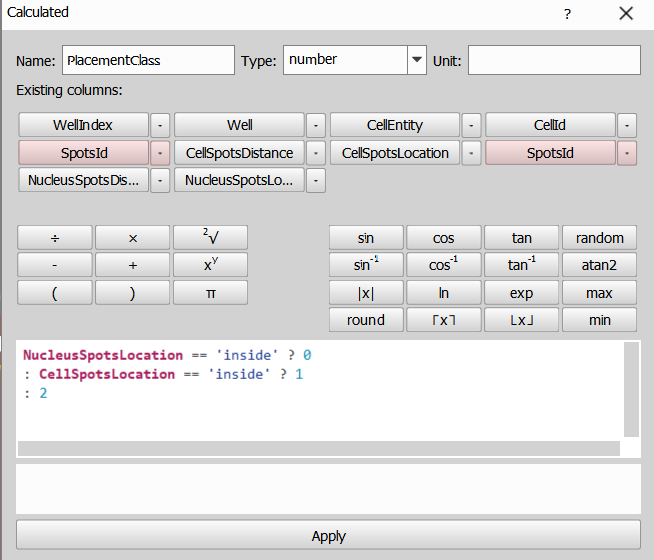 Calculated ? ×
Name: PlacementClass Type: number Unit:
Existing columns:
WellIndex - Well - CellEntity - CellId -
SpotsId - CellSpotsDistance - CellSpotsLocation - SpotsId -
NucleusSpotsDis... - NucleusSpotsLo... -
÷ × ²√ sin cos tan random
- + xʸ sin⁻¹ cos⁻¹ tan⁻¹ atan2
( ) π |x| ln exp max
round ⌈x⌉ ⌊x⌋ min
NucleusSpotsLocation == 'inside' ? 0
: CellSpotsLocation == 'inside' ? 1
: 2
Apply